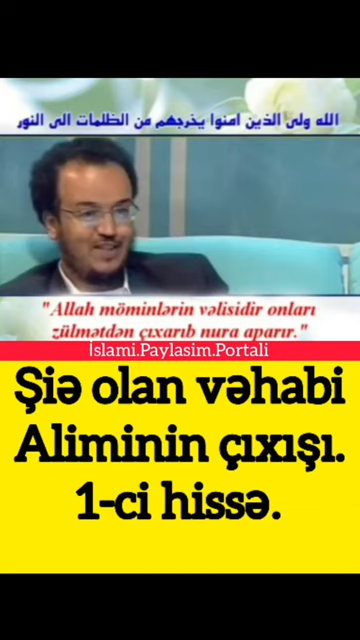 الله ولي الذين امنوا يخرجهم من الظلمات الى النور
"Allah möminlərin vəlisidir onları
zülmətdən çıxarıb nura aparır."
İslami.Paylasim.Portali
Şiə olan vəhabi
Aliminin çıxışı.
1-ci hissə.